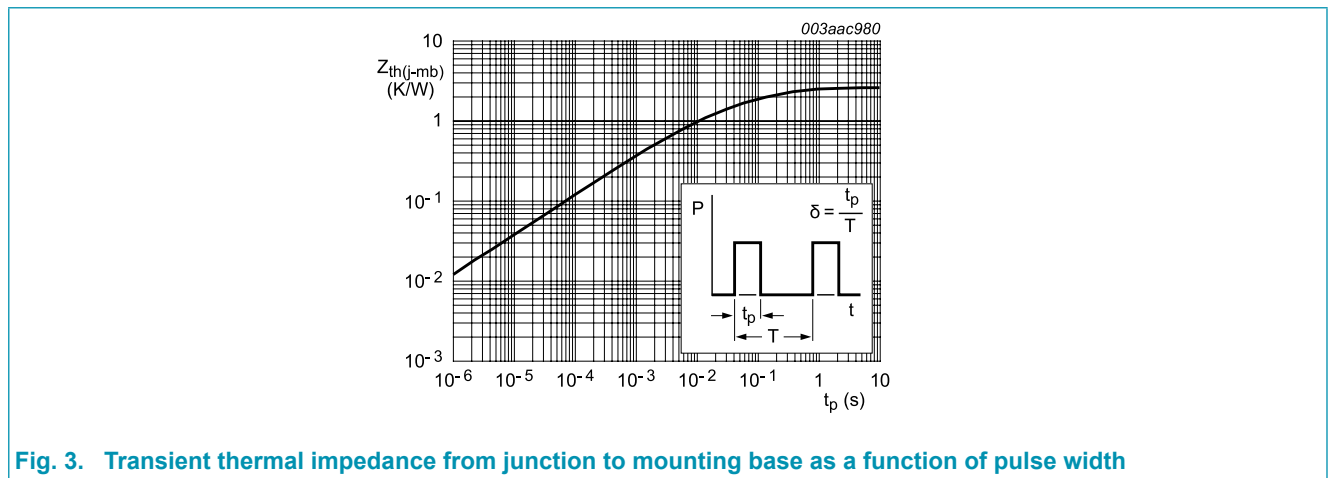 003aac980
10
Zth(j-mb)
(K/W)
1
10-1
10-2
10-3
10-6
10-5
10-4
10-3
10-2
10-1
1
10
tp (s)
P
δ = tp
T
tp
T
t
Fig. 3. Transient thermal impedance from junction to mounting base as a function of pulse width